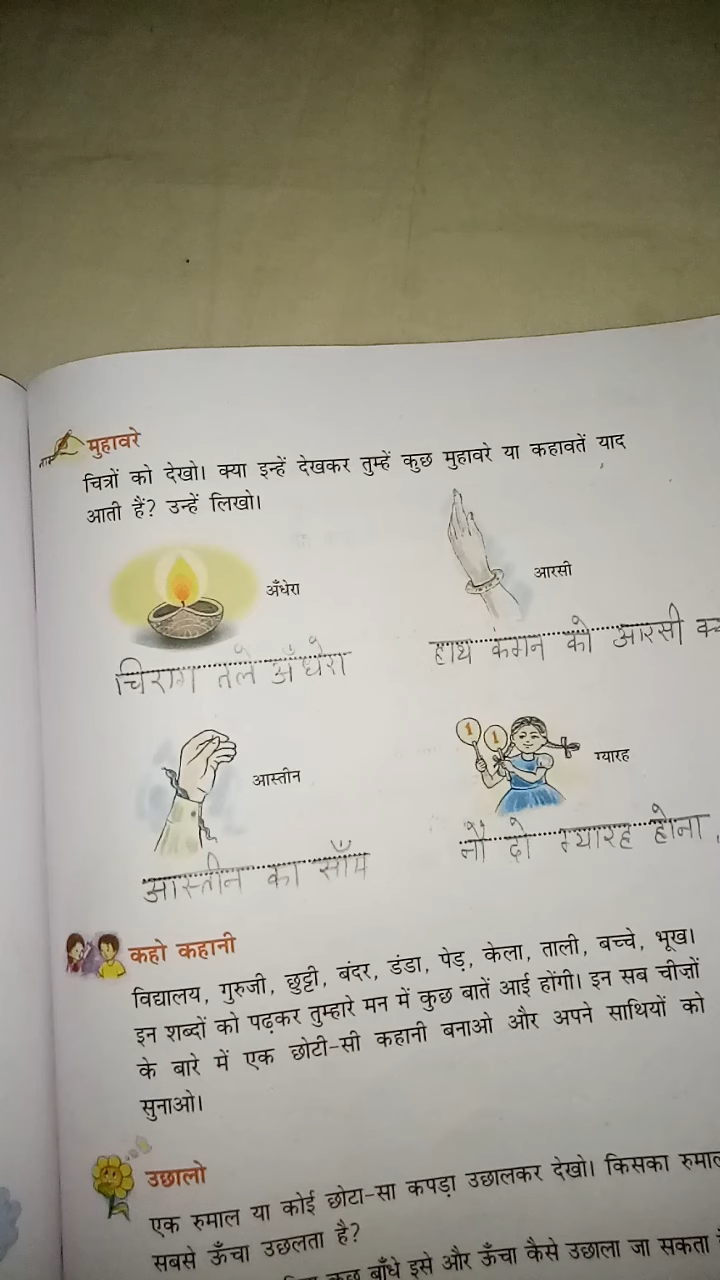 मुहावरे
चित्रों को देखो। क्या इन्हें देखकर तुम्हें कुछ मुहावरे या कहावतें याद
आती हैं? उन्हें लिखो।
अँधेरा
आरसी
चिराग तले अँधेरा
हाथ कंगन को आरसी
आस्तीन
1 1
ग्यारह
आस्तीन का साँप
नौ दो ग्यारह होना
कहो कहानी
विद्यालय, गुरुजी, छुट्टी, बंदर, डंडा, पेड़, केला, ताली, बच्चे, भूख।
इन शब्दों को पढ़कर तुम्हारे मन में कुछ बातें आई होंगी। इन सब चीज़ों
के बारे में एक छोटी-सी कहानी बनाओ और अपने साथियों को
सुनाओ।
उछालो
एक रुमाल या कोई छोटा-सा कपड़ा उछालकर देखो। किसका
सबसे ऊँचा उछलता है?
कुछ बाँधे इसे और ऊँचा कैसे उछाला जा सकता